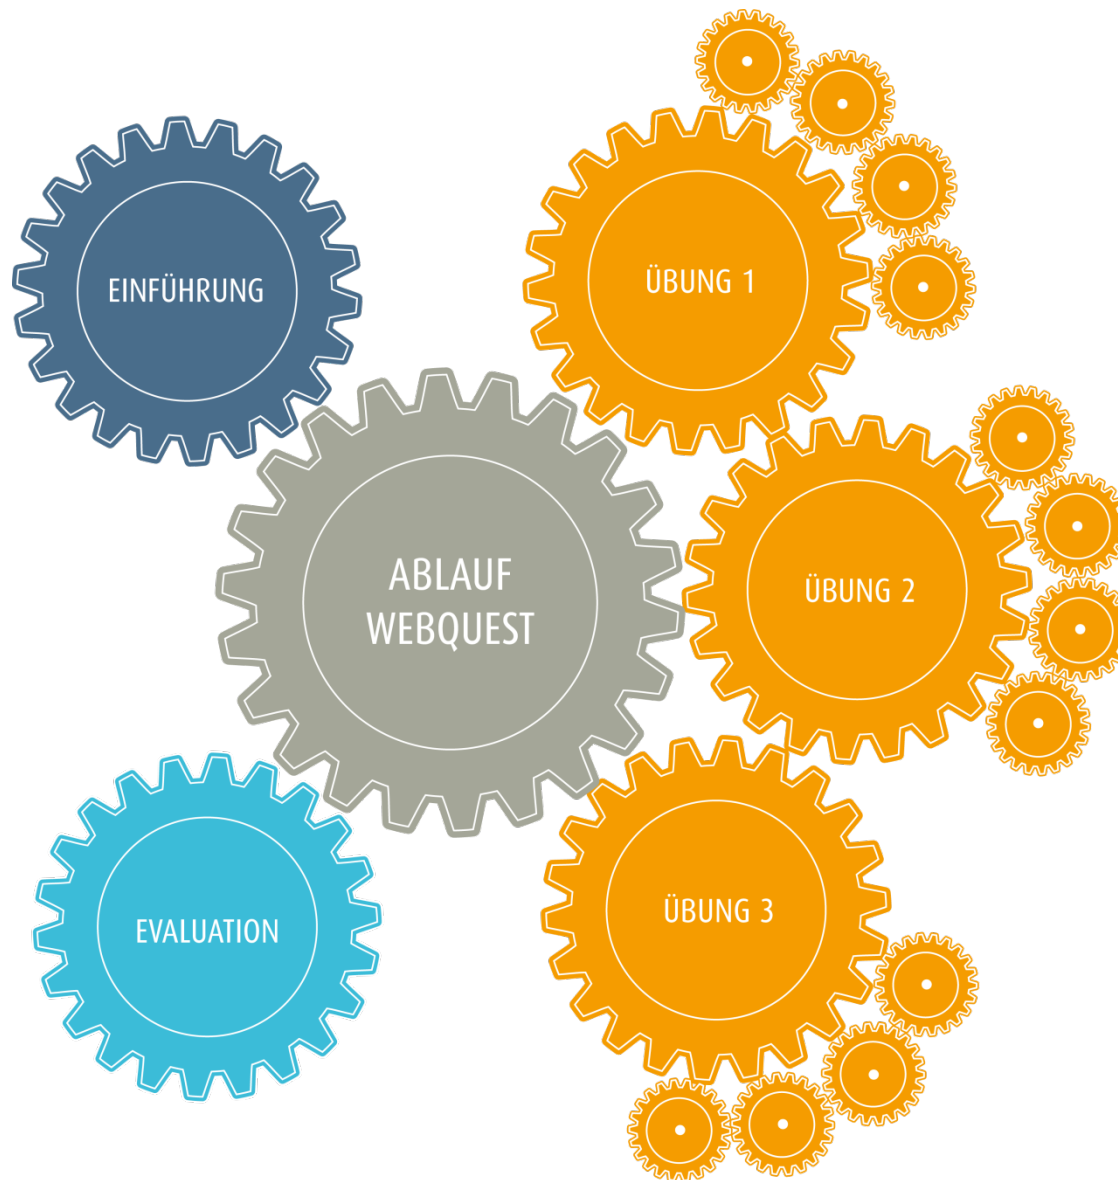 EINFÜHRUNG
ÜBUNG 1
ABLAUF
WEBQUEST
ÜBUNG 2
EVALUATION
ÜBUNG 3